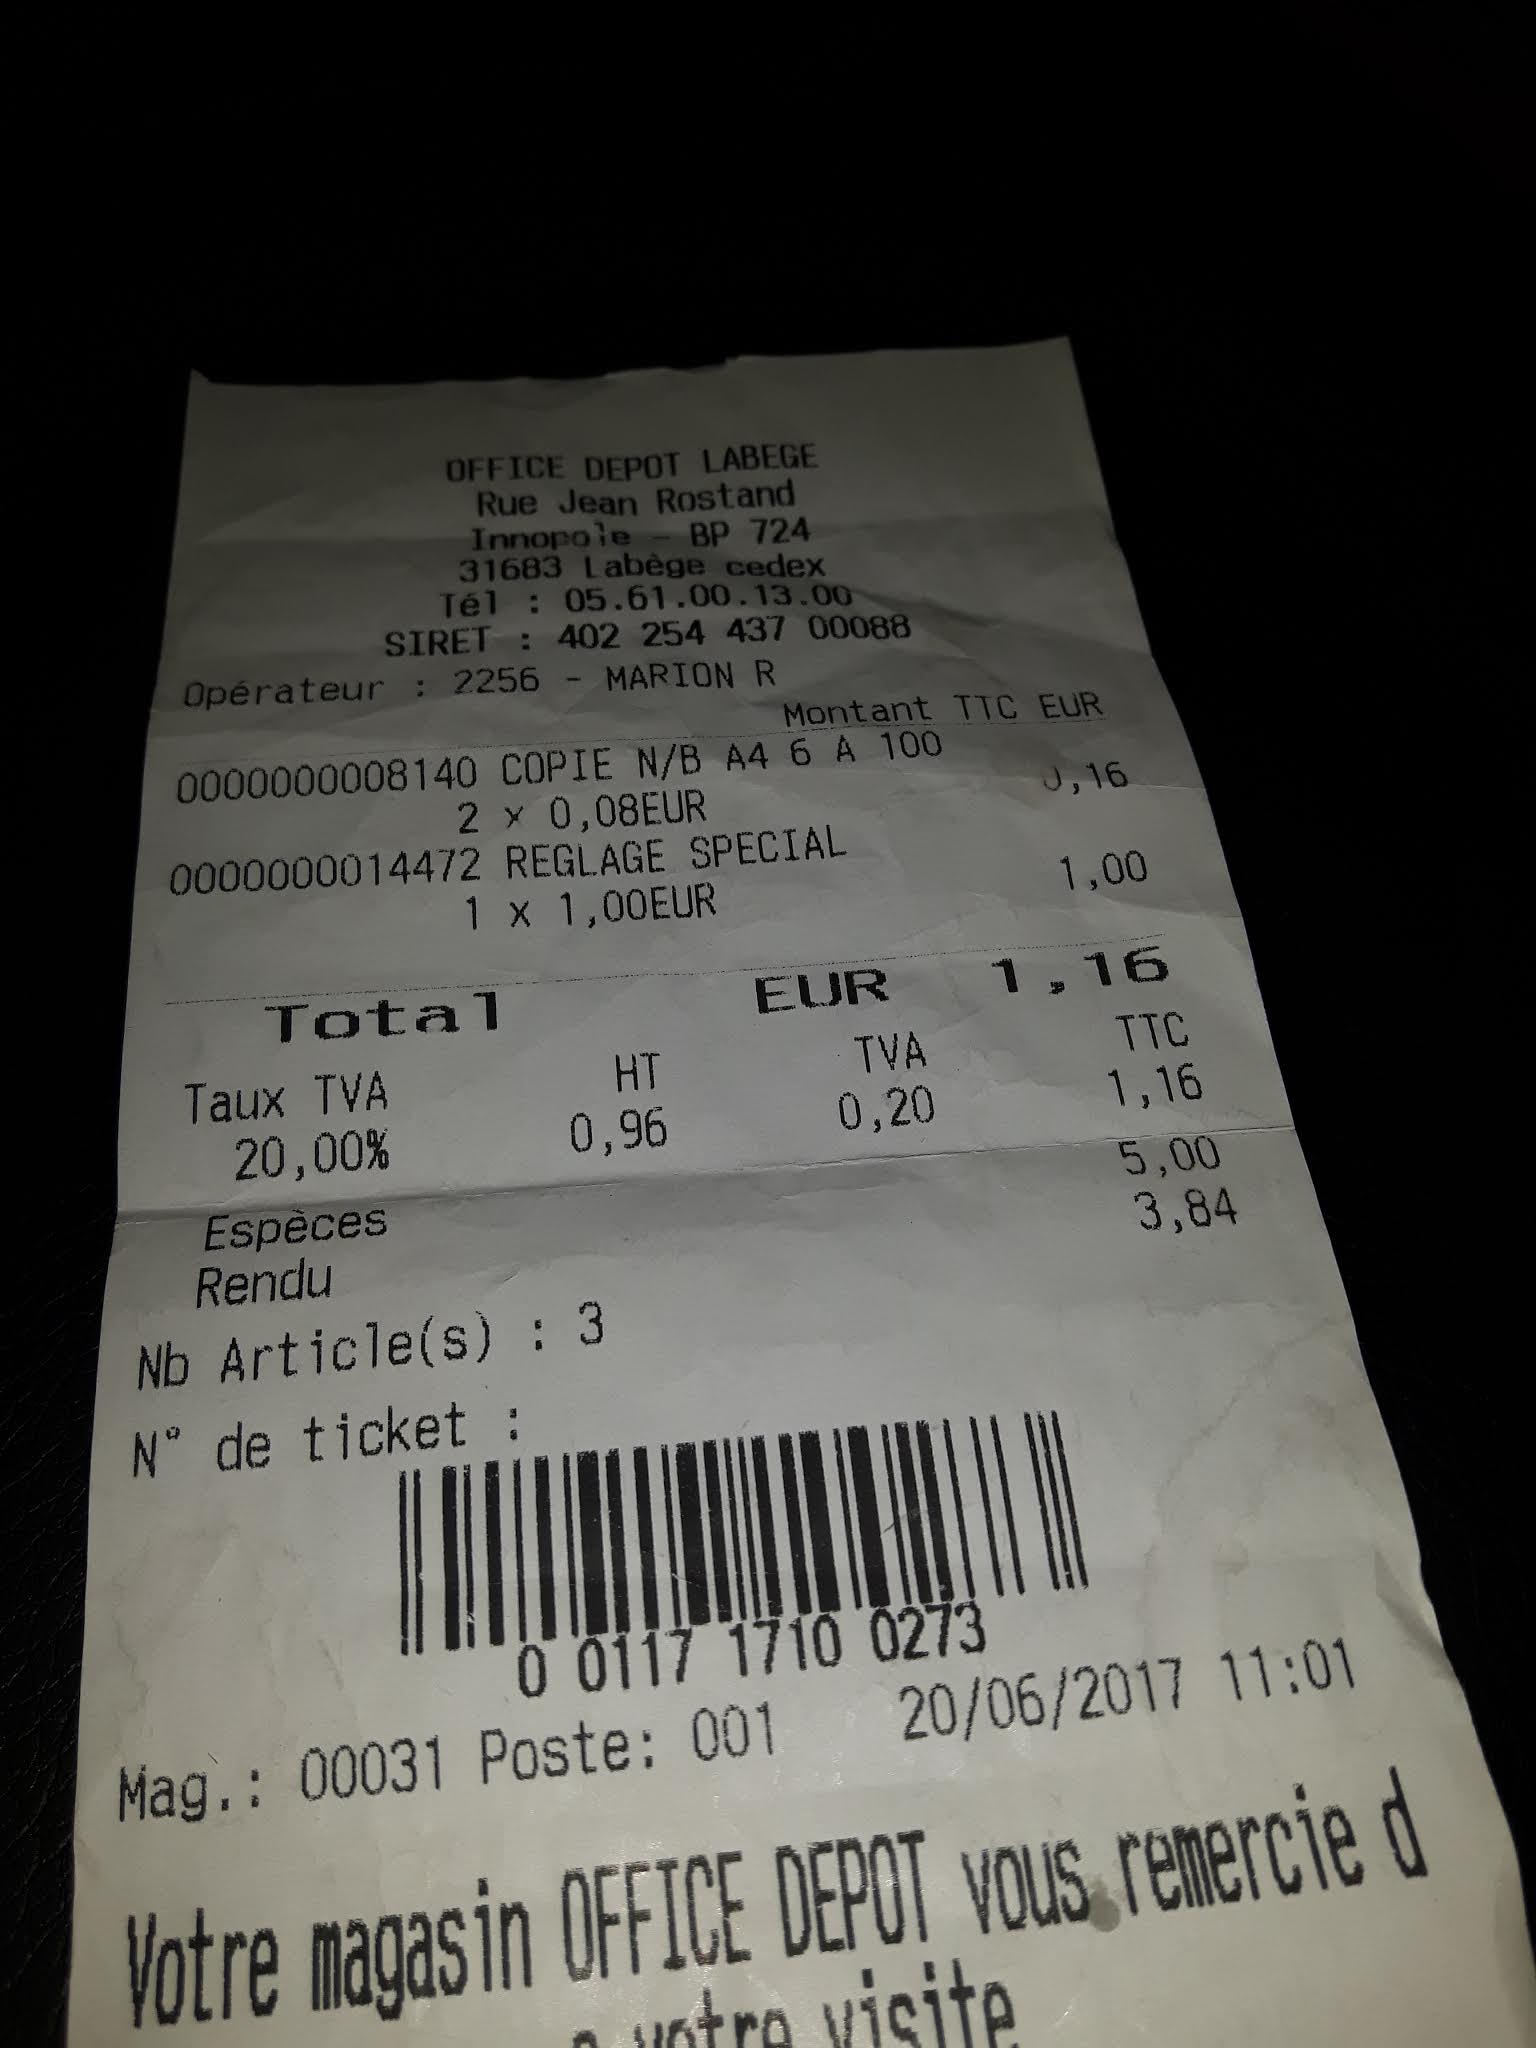 OFFICE DEPOT LABEGE
Rue Jean Rostand
Innopole - BP 724
31683 Labège cedex
Tél : 05.61.00.13.00
SIRET : 402 254 437 00088
Opérateur : 2256 - MARION R
Montant TTC EUR
0000000008140 COPIE N/B A4 6 A 100
2 x 0,08EUR 0,16
0000000014472 REGLAGE SPECIAL
1 x 1,00EUR 1,00
Total EUR 1,16
Taux TVA HT TVA TTC
20,00% 0,96 0,20 1,16
Espèces 5,00
Rendu 3,84
Nb Article(s) : 3
N° de ticket :
0 0117 1710 0273
Mag.: 00031 Poste: 001 20/06/2017 11:01
Votre magasin OFFICE DEPOT vous remercie d
e votre visite